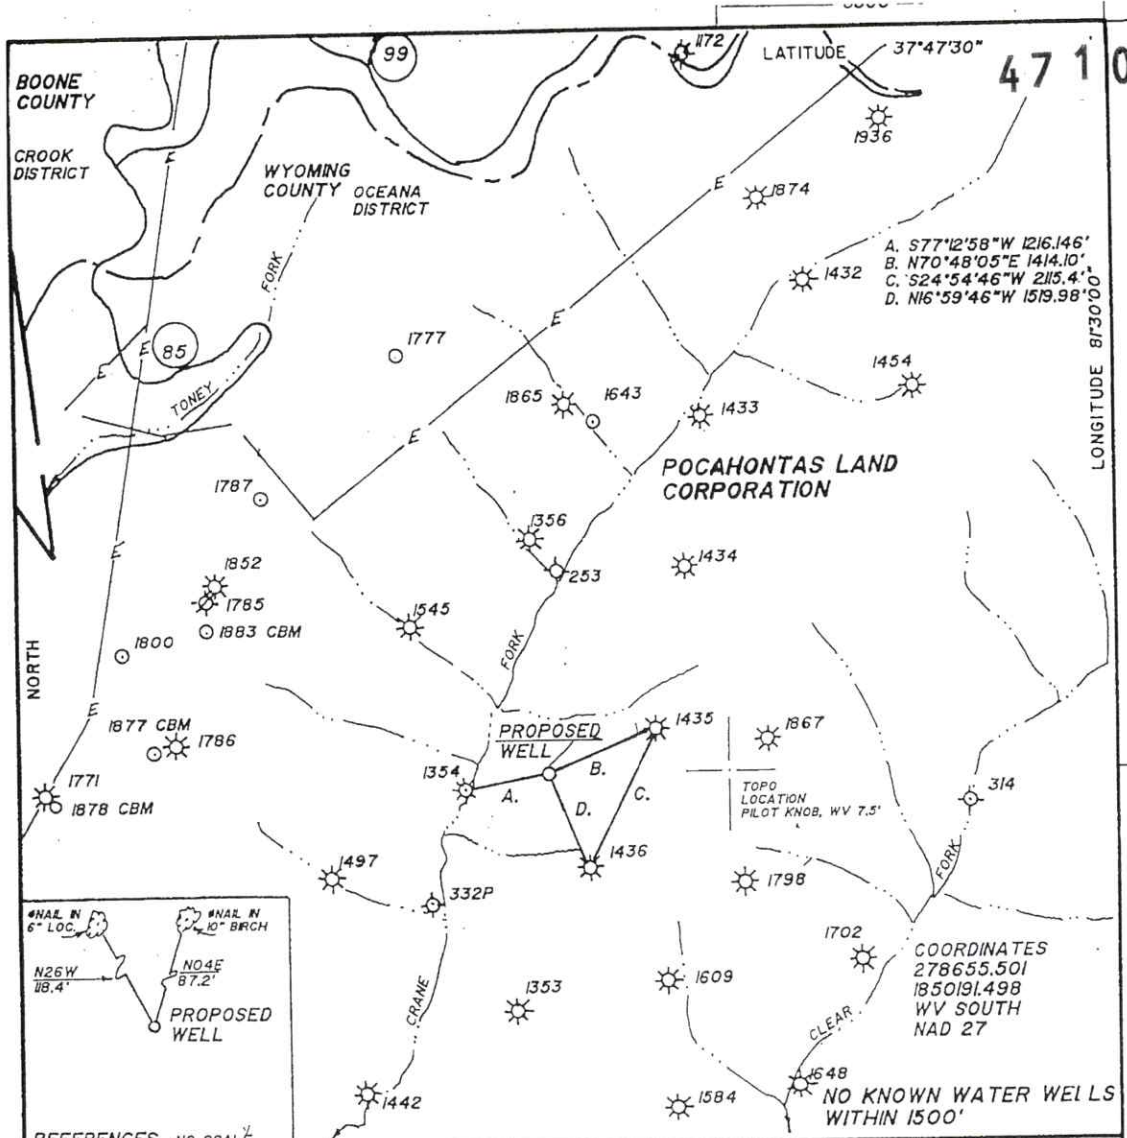 99
1172
LATITUDE 37°47'30"
47 1 0
BOONE
COUNTY
CROOK
DISTRICT
WYOMING
COUNTY
OCEANA
DISTRICT
E
1936
E
1874
A. S77°12'58"W 1216.146'
B. N70°48'05"E 1414.10'
C. S24°54'46"W 2115.4'
D. N16°59'46"W 1519.98'
FORK
1432
LONGITUDE 81°30'00"
E
E
85
1777
E
1454
TONEY
1865
1643
1433
E
POCAHONTAS LAND
CORPORATION
1787
1356
E
1434
253
1852
1785
1883 CBM
1545
1800
NORTH
FORK
E
1877 CBM
1786
PROPOSED
WELL
1435
1867
1771
1878 CBM
1354
A.
B.
C.
D.
TOPO
LOCATION
PILOT KNOB, WV 7.5'
314
1436
1497
332P
1798
FORK
*NAIL IN
6" LOC.
*NAIL IN
10" BIRCH
N26W
118.4'
N04E
87.2'
PROPOSED
WELL
1702
COORDINATES
278655.501
1850191.498
WV SOUTH
NAD 27
1609
1353
CRANE
CLEAR
1442
1584
1648
NO KNOWN WATER WELLS
WITHIN 1500'
REFERENCES NO SCALE